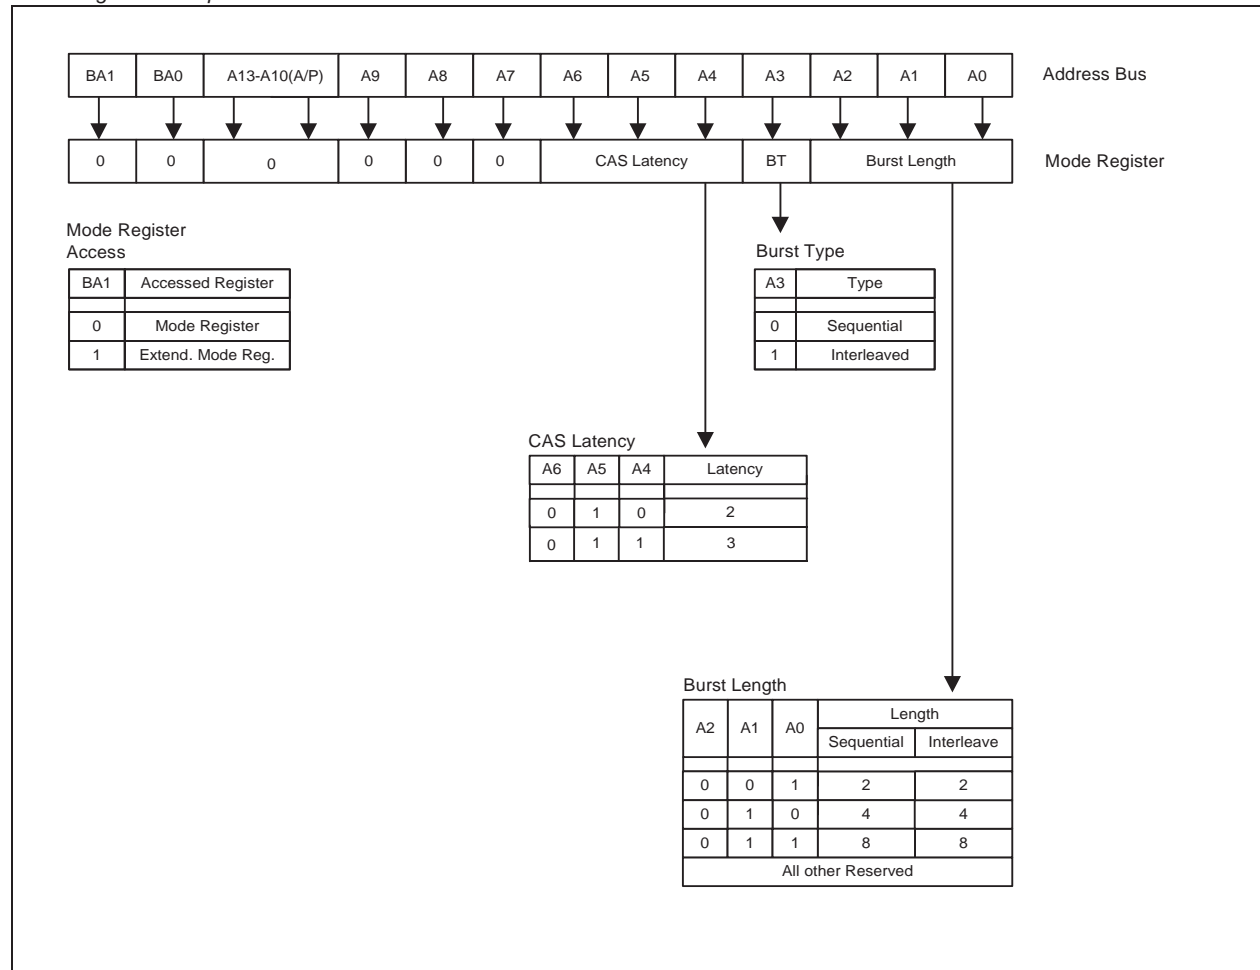 BA1 BA0 A13-A10(A/P) A9 A8 A7 A6 A5 A4 A3 A2 A1 A0 Address Bus
0 0 0 0 0 0 CAS Latency BT Burst Length Mode Register
Mode Register
Access
BA1 Accessed Register
0 Mode Register
1 Extend. Mode Reg.
Burst Type
A3 Type
0 Sequential
1 Interleaved
CAS Latency
A6 A5 A4 Latency
0 1 0 2
0 1 1 3
Burst Length
A2 A1 A0 Length
Sequential Interleave
0 0 1 2 2
0 1 0 4 4
0 1 1 8 8
All other Reserved